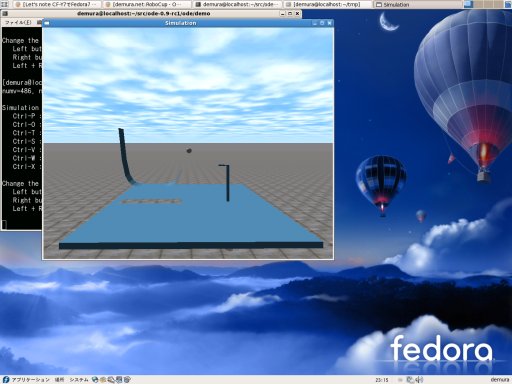 [Let's note CF-Y7でFedora7
demura.net:RoboCup - O...
demura@localhost:~/src/ode...
[demura@localhost:~/tmp]
Simulation
demura@localhost:~/src/ode-0.9-rc1/ode/demo
ファイル(F)
Simulation
Change the
Left but
Right bu
Left + R
[demura@loc
numv=486, n
Simulation
Ctrl-P :
Ctrl-O :
Ctrl-T :
Ctrl-S :
Ctrl-V :
Ctrl-W :
Ctrl-X :
Change the
Left but
Right bu
Left + R
fedora
アプリケーション 場所 システム
23:15
demura